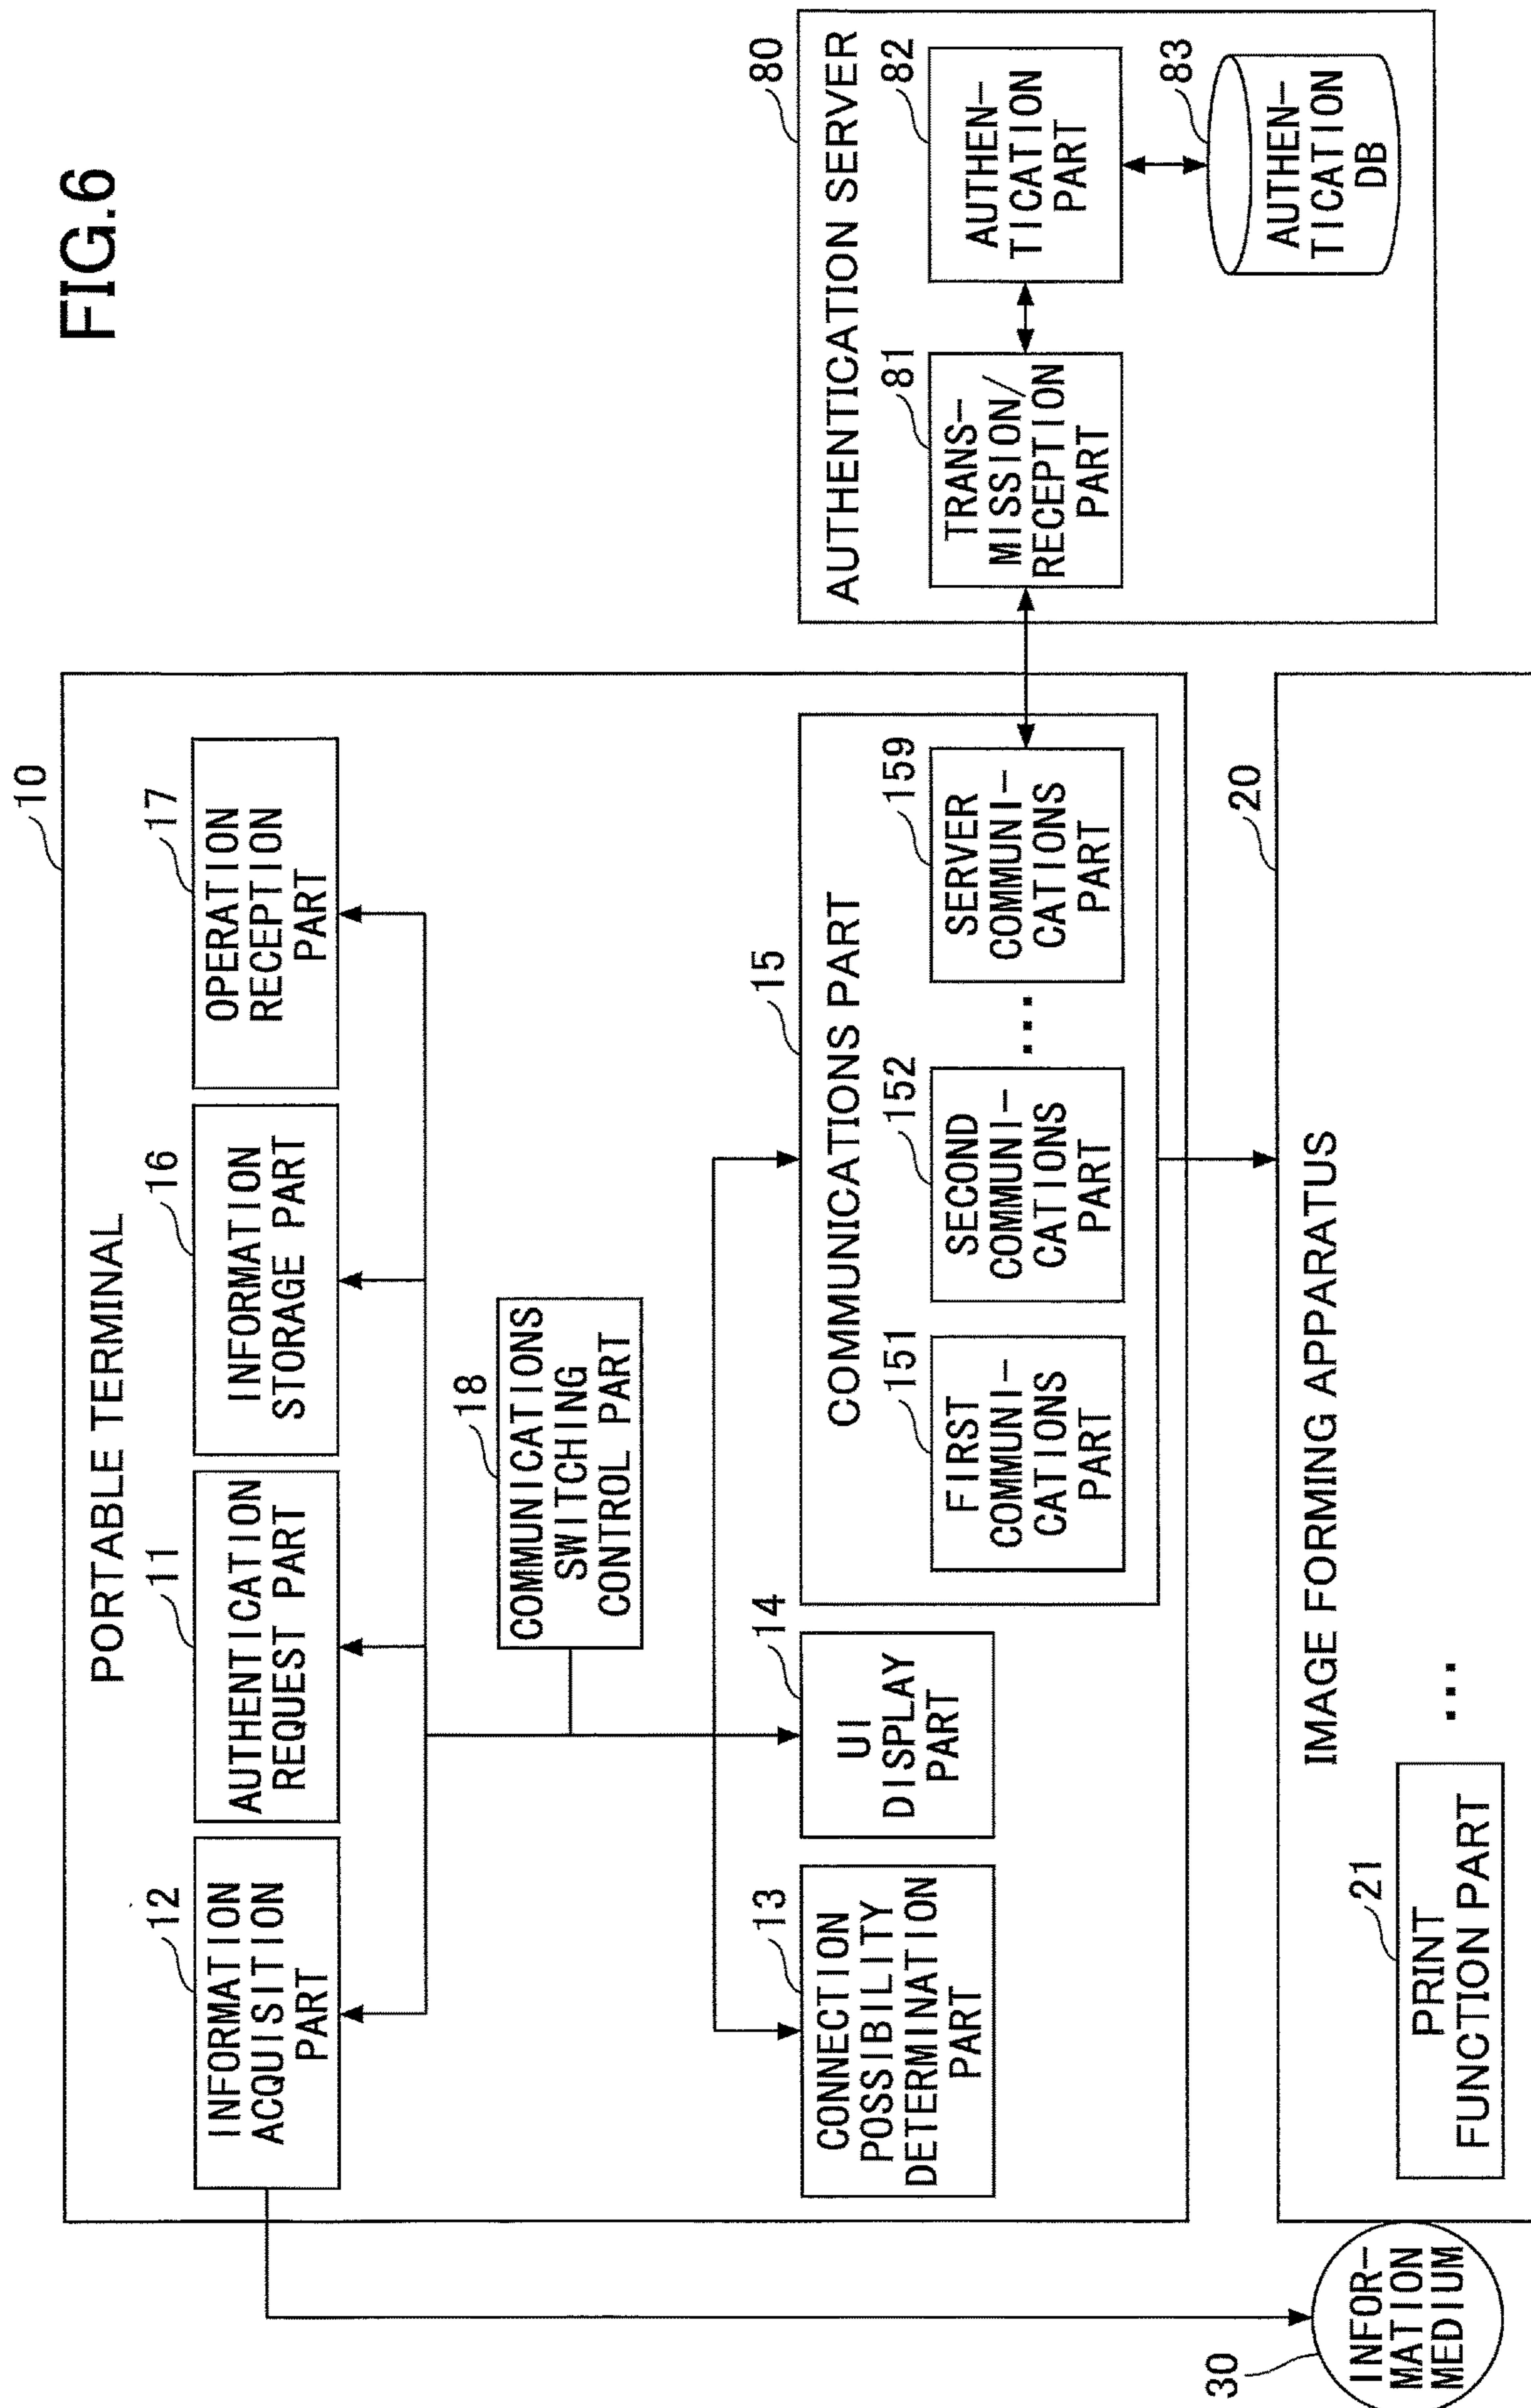 FIG.6
10
PORTABLE TERMINAL
12
INFORMATION
ACQUISITION
PART
11
AUTHENTICATION
REQUEST PART
16
INFORMATION
STORAGE PART
17
OPERATION
RECEPTION
PART
18
COMMUNICATIONS
SWITCHING
CONTROL PART
13
CONNECTION
POSSIBILITY
DETERMINATION
PART
14
UI
DISPLAY
PART
15
COMMUNICATIONS PART
151
FIRST
COMMUNI-
CATIONS
PART
152
SECOND
COMMUNI-
CATIONS
PART
...
159
SERVER
COMMUNI-
CATIONS
PART
80
AUTHENTICATION SERVER
81
TRANS-
MISSION/
RECEPTION
PART
82
AUTHEN-
TICATION
PART
83
AUTHEN-
TICATION
DB
20
IMAGE FORMING APPARATUS
21
PRINT
FUNCTION PART
...
30
INFOR-
MATION
MEDIUM